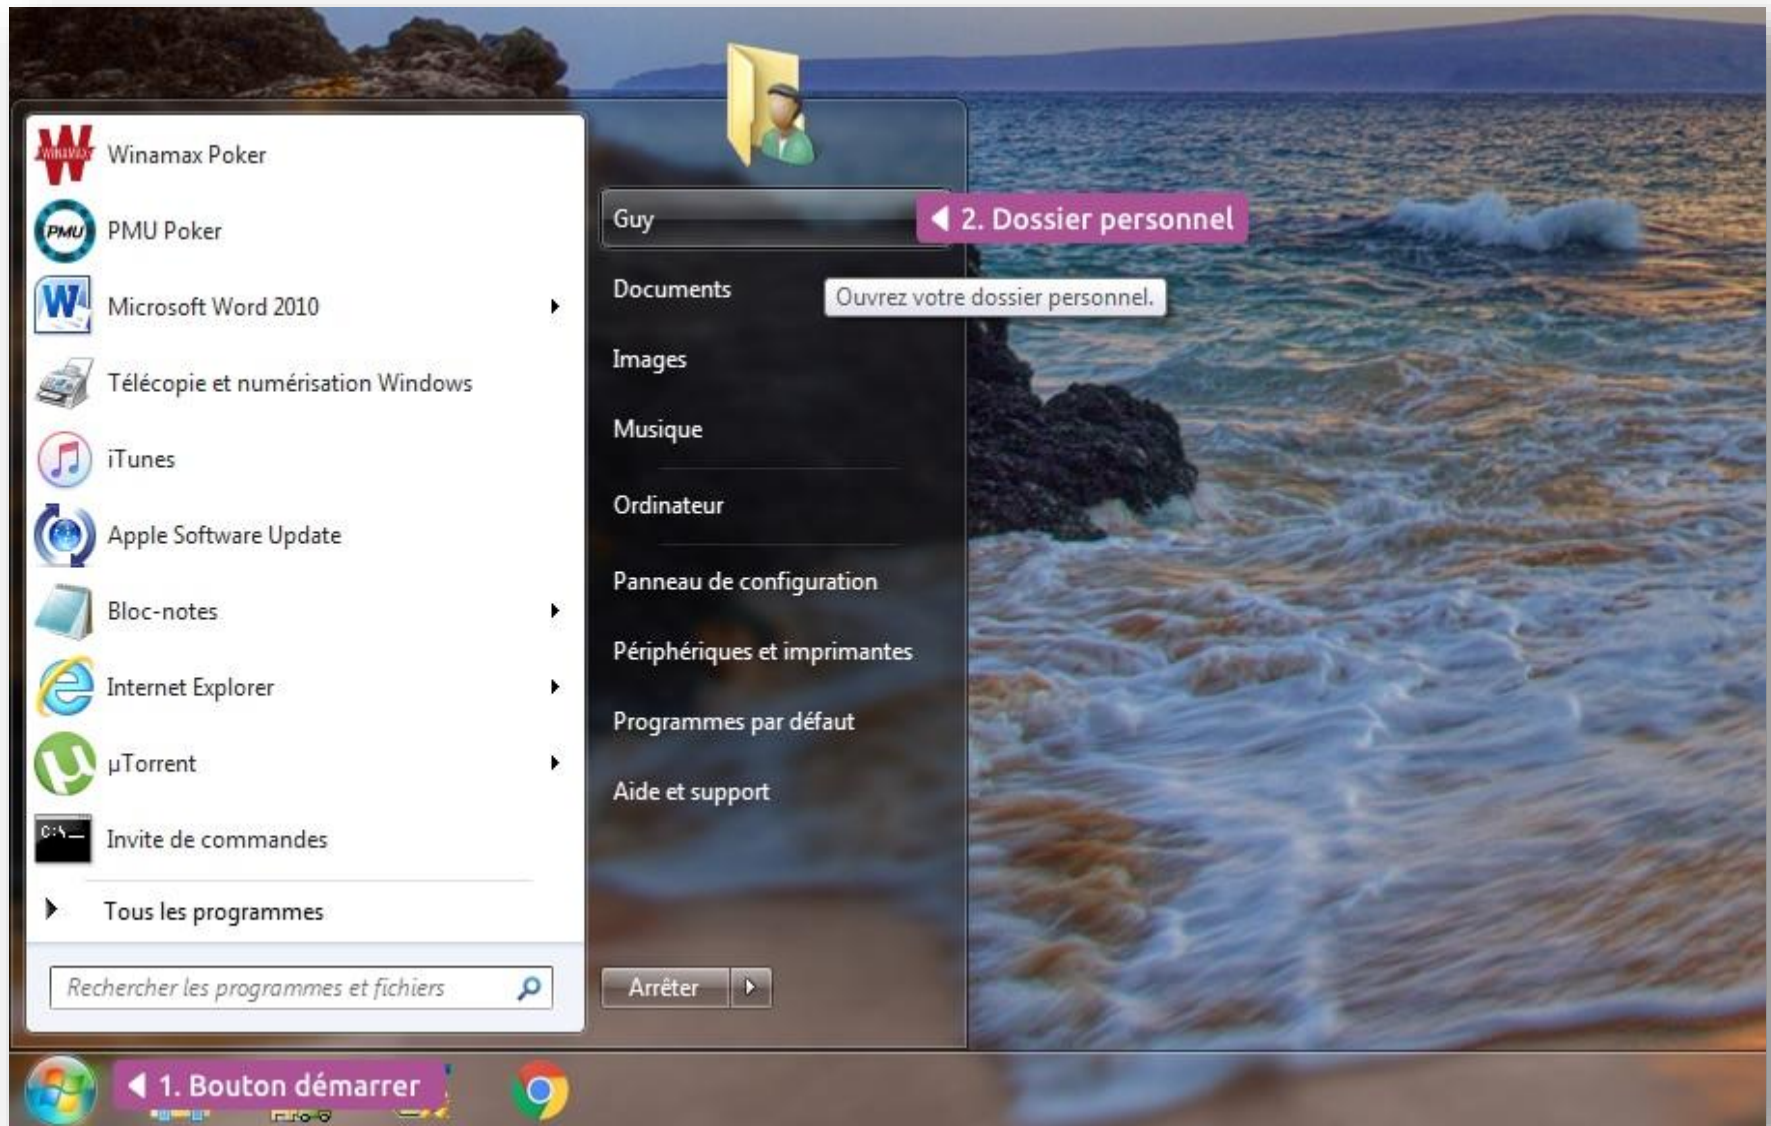 WINAMAX
Winamax Poker
PMU
PMU Poker
W
Microsoft Word 2010
Télécopie et numérisation Windows
iTunes
Apple Software Update
Bloc-notes
Internet Explorer
µ
µTorrent
C:\_
Invite de commandes
Tous les programmes
Rechercher les programmes et fichiers
Guy
2. Dossier personnel
Documents
Ouvrez votre dossier personnel.
Images
Musique
Ordinateur
Panneau de configuration
Périphériques et imprimantes
Programmes par défaut
Aide et support
Arrêter
1. Bouton démarrer